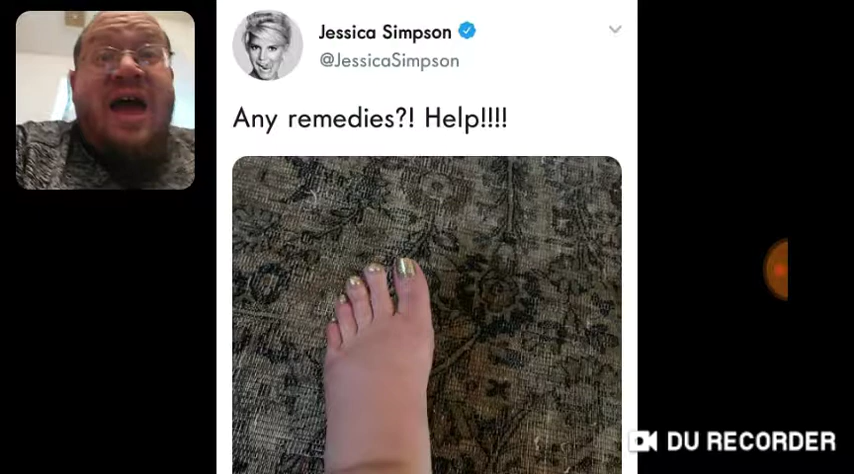 Jessica Simpson
@JessicaSimpson
Any remedies?! Help!!!!
DU RECORDER